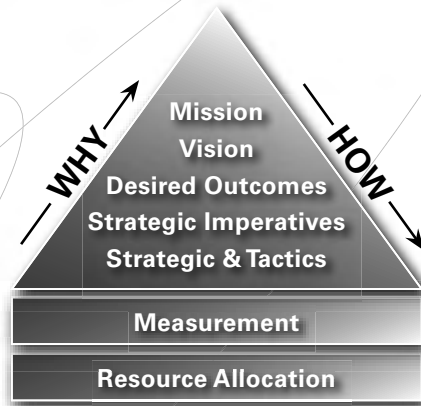 WHY
HOW
Mission
Vision
Desired Outcomes
Strategic Imperatives
Strategic & Tactics
Measurement
Resource Allocation